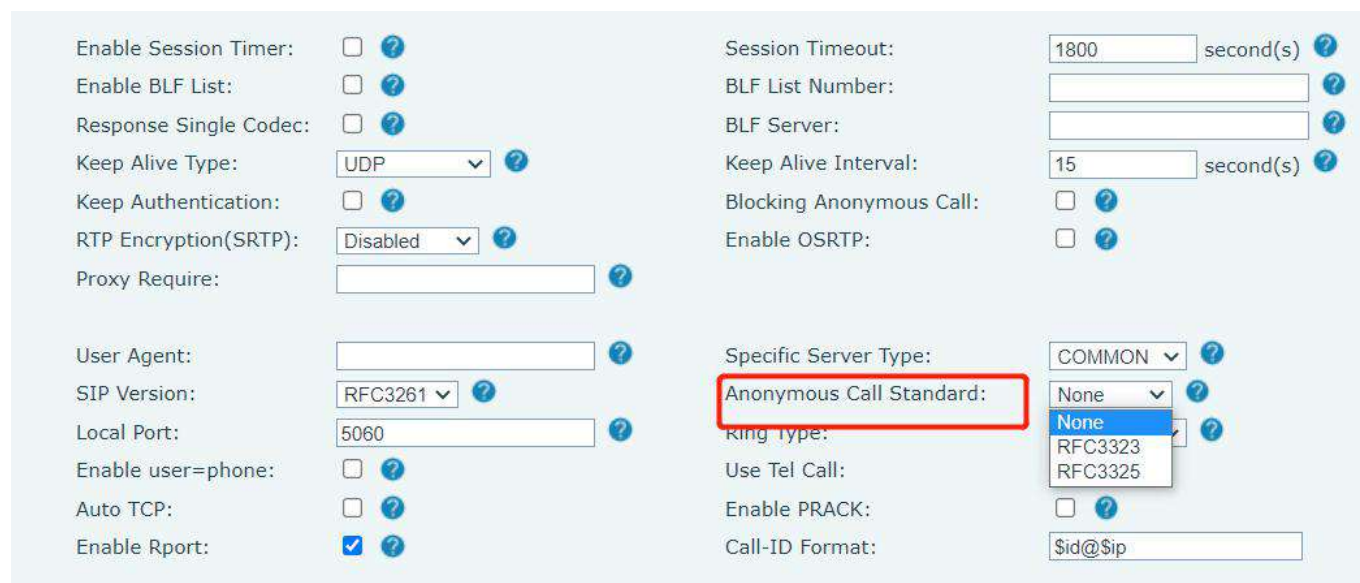 Enable Session Timer: Session Timeout: 1800 second(s)
Enable BLF List: BLF List Number:
Response Single Codec: BLF Server:
Keep Alive Type: UDP Keep Alive Interval: 15 second(s)
Keep Authentication: Blocking Anonymous Call:
RTP Encryption(SRTP): Disabled Enable OSRTP:
Proxy Require:
User Agent: Specific Server Type: COMMON
SIP Version: RFC3261 Anonymous Call Standard: None
Local Port: 5060 Ring Type: None
Enable user=phone: Use Tel Call: RFC3323
RFC3325
Auto TCP: Enable PRACK:
Enable Rport: Call-ID Format: $id@$ip